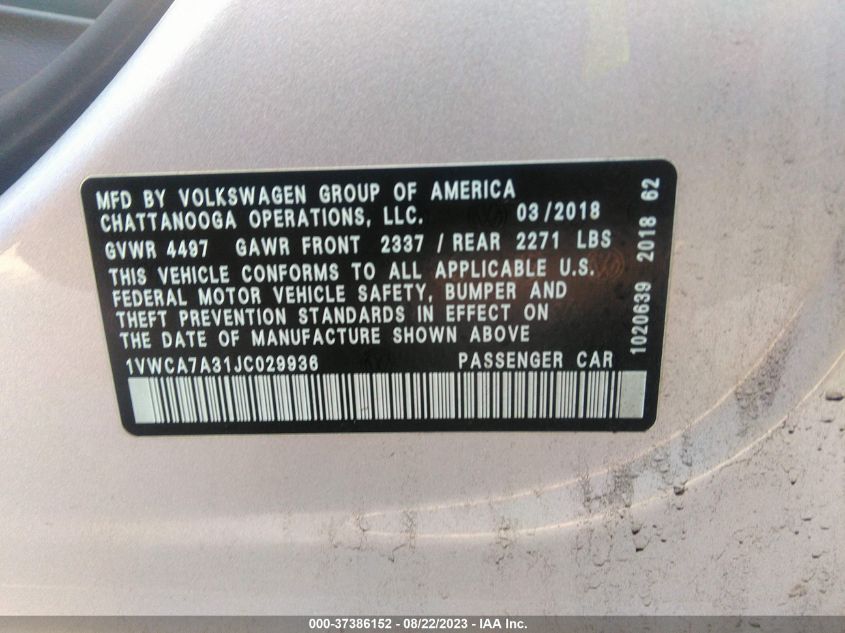 MFD BY VOLKSWAGEN GROUP OF AMERICA
CHATTANOOGA OPERATIONS, LLC. 03/2018
GVWR 4497 GAWR FRONT 2337 / REAR 2271 LBS
THIS VEHICLE CONFORMS TO ALL APPLICABLE U.S.
FEDERAL MOTOR VEHICLE SAFETY, BUMPER AND
THEFT PREVENTION STANDARDS IN EFFECT ON
THE DATE OF MANUFACTURE SHOWN ABOVE
1VWCA7A31JC029936 PASSENGER CAR
1020639 2018 62
000-37386152 - 08/22/2023 - IAA Inc.